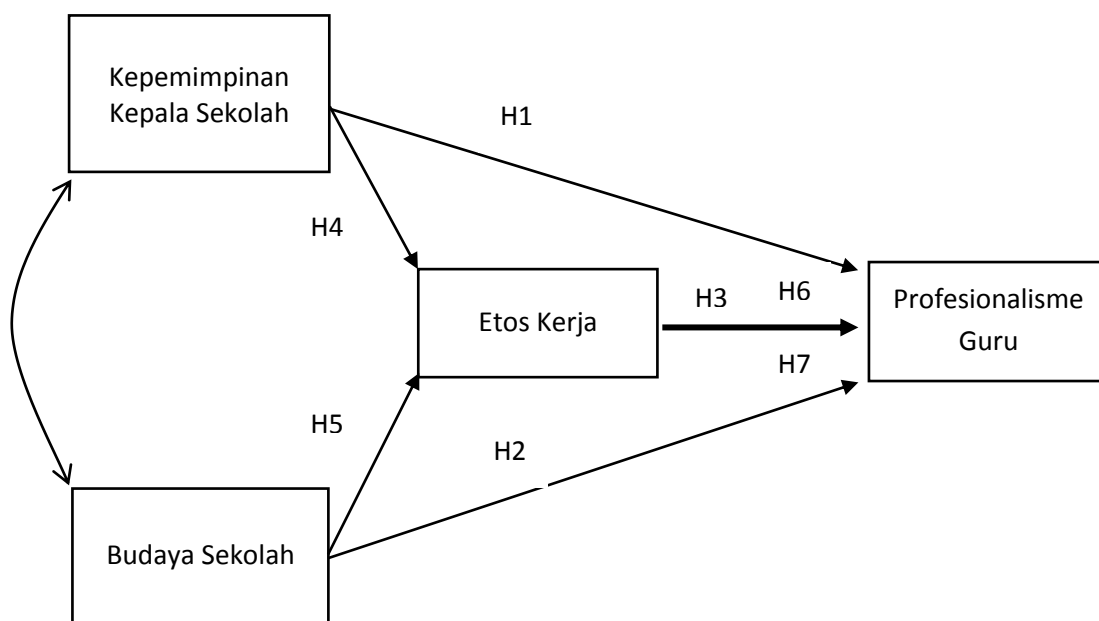 Kepemimpinan
Kepala Sekolah
H1
H4
Etos Kerja
H3
H6
Profesionalisme
Guru
H7
H5
H2
Budaya Sekolah